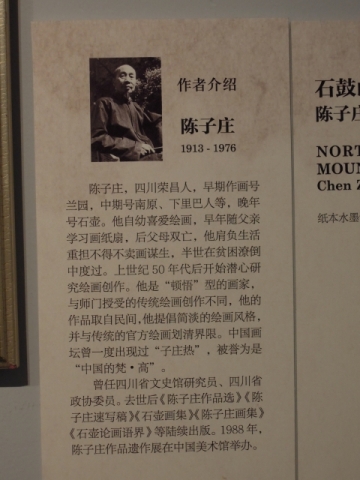 作者介绍
陈子庄
1913 - 1976
陈子庄，四川荣昌人，早期作画号
兰园，中期号南原、下里巴人等，晚年
号石壶。他自幼喜爱绘画，早年随父亲
学习画纸扇，后父母双亡，他肩负生活
重担不得不卖画谋生，半世在贫困潦倒
中度过。上世纪50年代后开始潜心研
究绘画创作。他是“顿悟”型的画家，
与师门授受的传统绘画创作不同，他的
作品取自民间，他提倡简淡的绘画风格，
并与传统的官方绘画划清界限。中国画
坛曾一度出现过“子庄热”，被誉为是
“中国的梵·高”。
曾任四川省文史馆研究员、四川省
政协委员。去世后《陈子庄作品选》《陈
子庄速写稿》《石壶画集》《陈子庄画集》
《石壶论画语界》等陆续出版。1988年，
陈子庄作品遗作展在中国美术馆举办。
石鼓
陈子庄
NORT
MOUN
Chen Z
纸本水墨